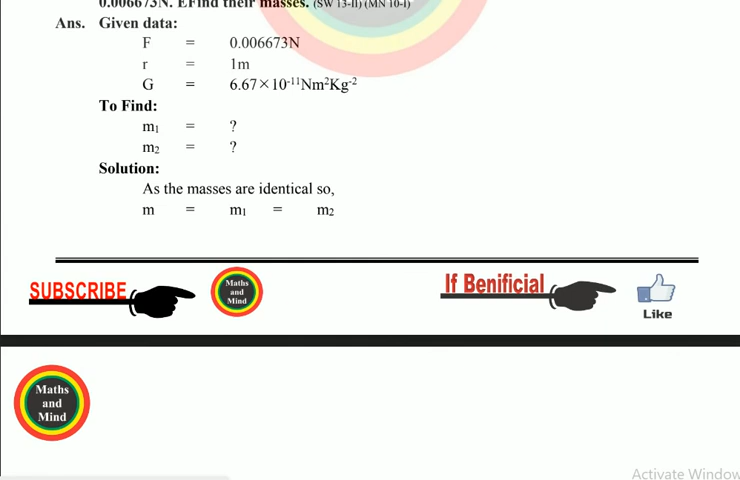 0.006673N. EFind their masses. (SW 13-II) (MN 10-I)
Ans. Given data:
F = 0.006673N
r = 1m
G = 6.67×10⁻¹¹Nm²Kg⁻²
To Find:
m₁ = ?
m₂ = ?
Solution:
As the masses are identical so,
m = m₁ = m₂
SUBSCRIBE
Maths
and
Mind
If Benificial
Like
Maths
and
Mind
Activate Window